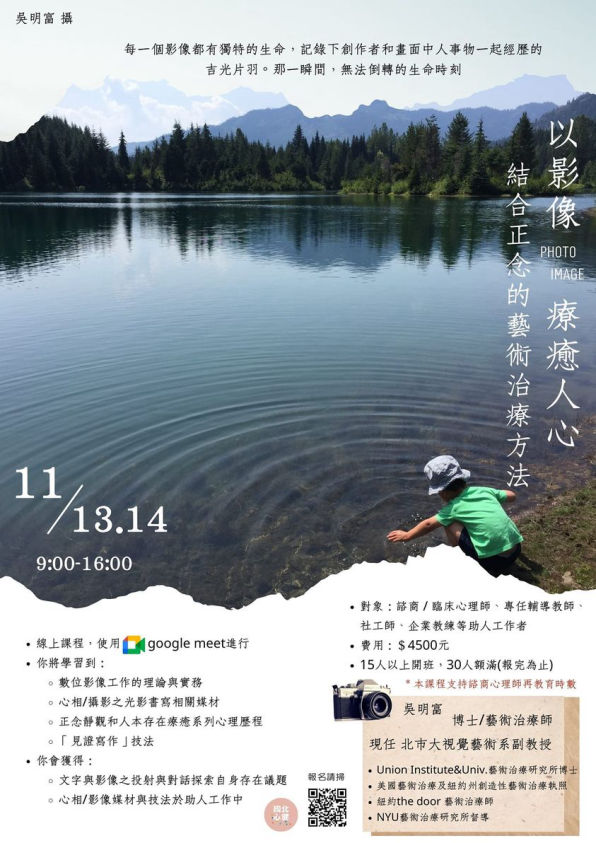 吳明富 攝
每一個影像都有獨特的生命，記錄下創作者和畫面中人事物一起經歷的
吉光片羽。那一瞬間，無法倒轉的生命時刻
以影像 PHOTO IMAGE 療癒人心
結合正念的藝術治療方法
11/13.14
9:00-16:00
• 線上課程，使用 google meet進行
• 你將學習到：
○ 數位影像工作的理論與實務
○ 心相/攝影之光影書寫相關媒材
○ 正念靜觀和人本存在療癒系列心理歷程
○ 「見證寫作」技法
• 你會獲得：
○ 文字與影像之投射與對話探索自身存在議題
○ 心相/影像媒材與技法於助人工作中
報名請掃
• 對象：諮商 / 臨床心理師、專任輔導教師、
社工師、企業教練等助人工作者
• 費用：＄4500元
• 15人以上開班，30人額滿(報完為止)
* 本課程支持諮商心理師再教育時數
吳明富
博士/藝術治療師
現任 北市大視覺藝術系副教授
• Union Institute&Univ.藝術治療研究所博士
• 美國藝術治療及紐約州創造性藝術治療執照
• 紐約the door 藝術治療師
• NYU藝術治療研究所督導